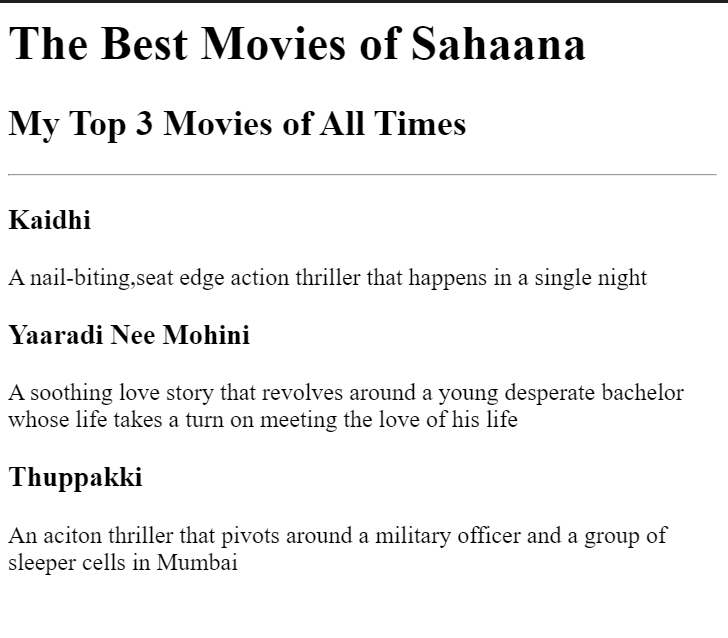 The Best Movies of Sahaana
My Top 3 Movies of All Times
Kaidhi
A nail-biting,seat edge action thriller that happens in a single night
Yaaradi Nee Mohini
A soothing love story that revolves around a young desperate bachelor
whose life takes a turn on meeting the love of his life
Thuppakki
An aciton thriller that pivots around a military officer and a group of
sleeper cells in Mumbai